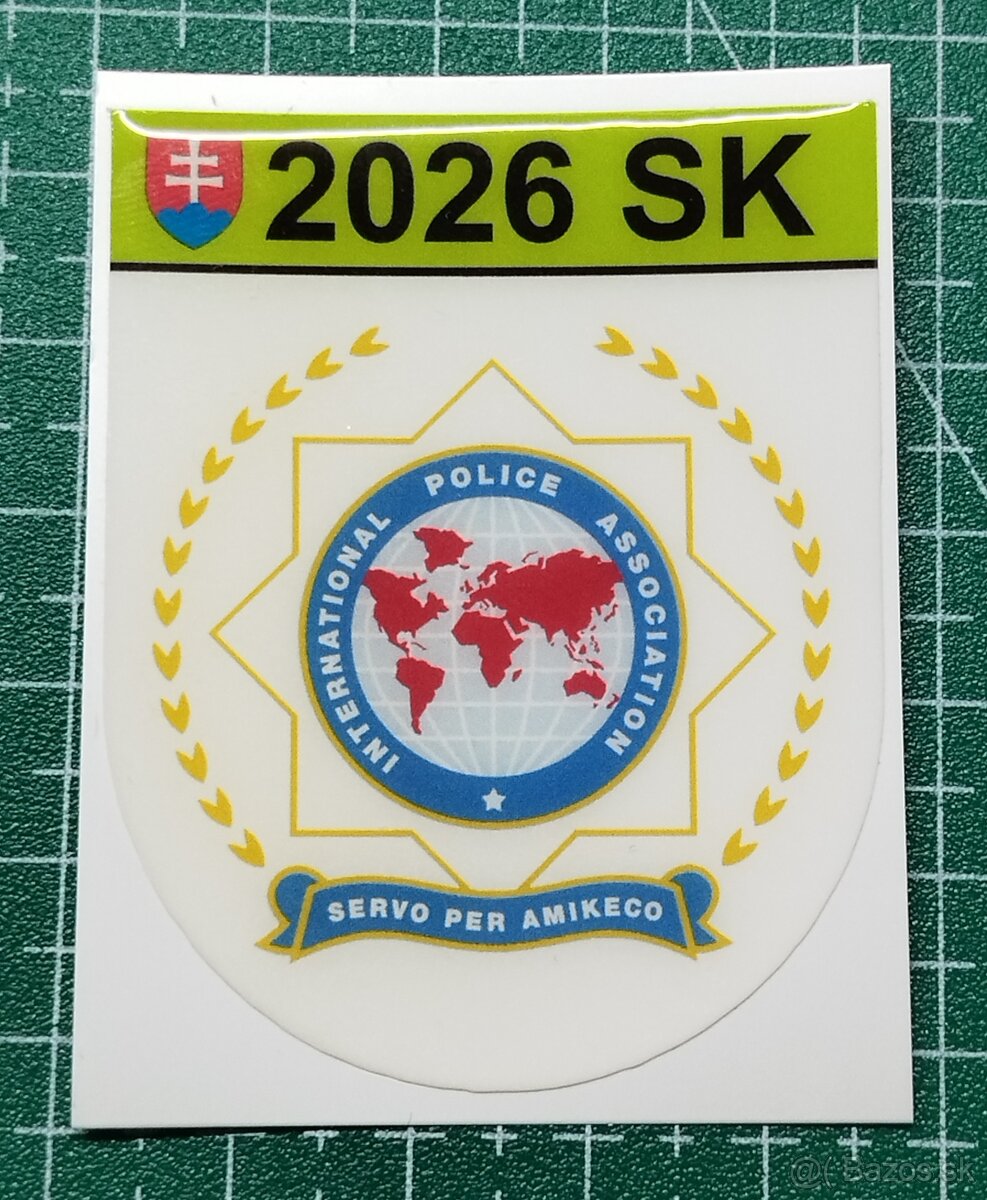 2026 SK
INTERNATIONAL POLICE ASSOCIATION
SERVO PER AMIKECO
@( Bazos.sk